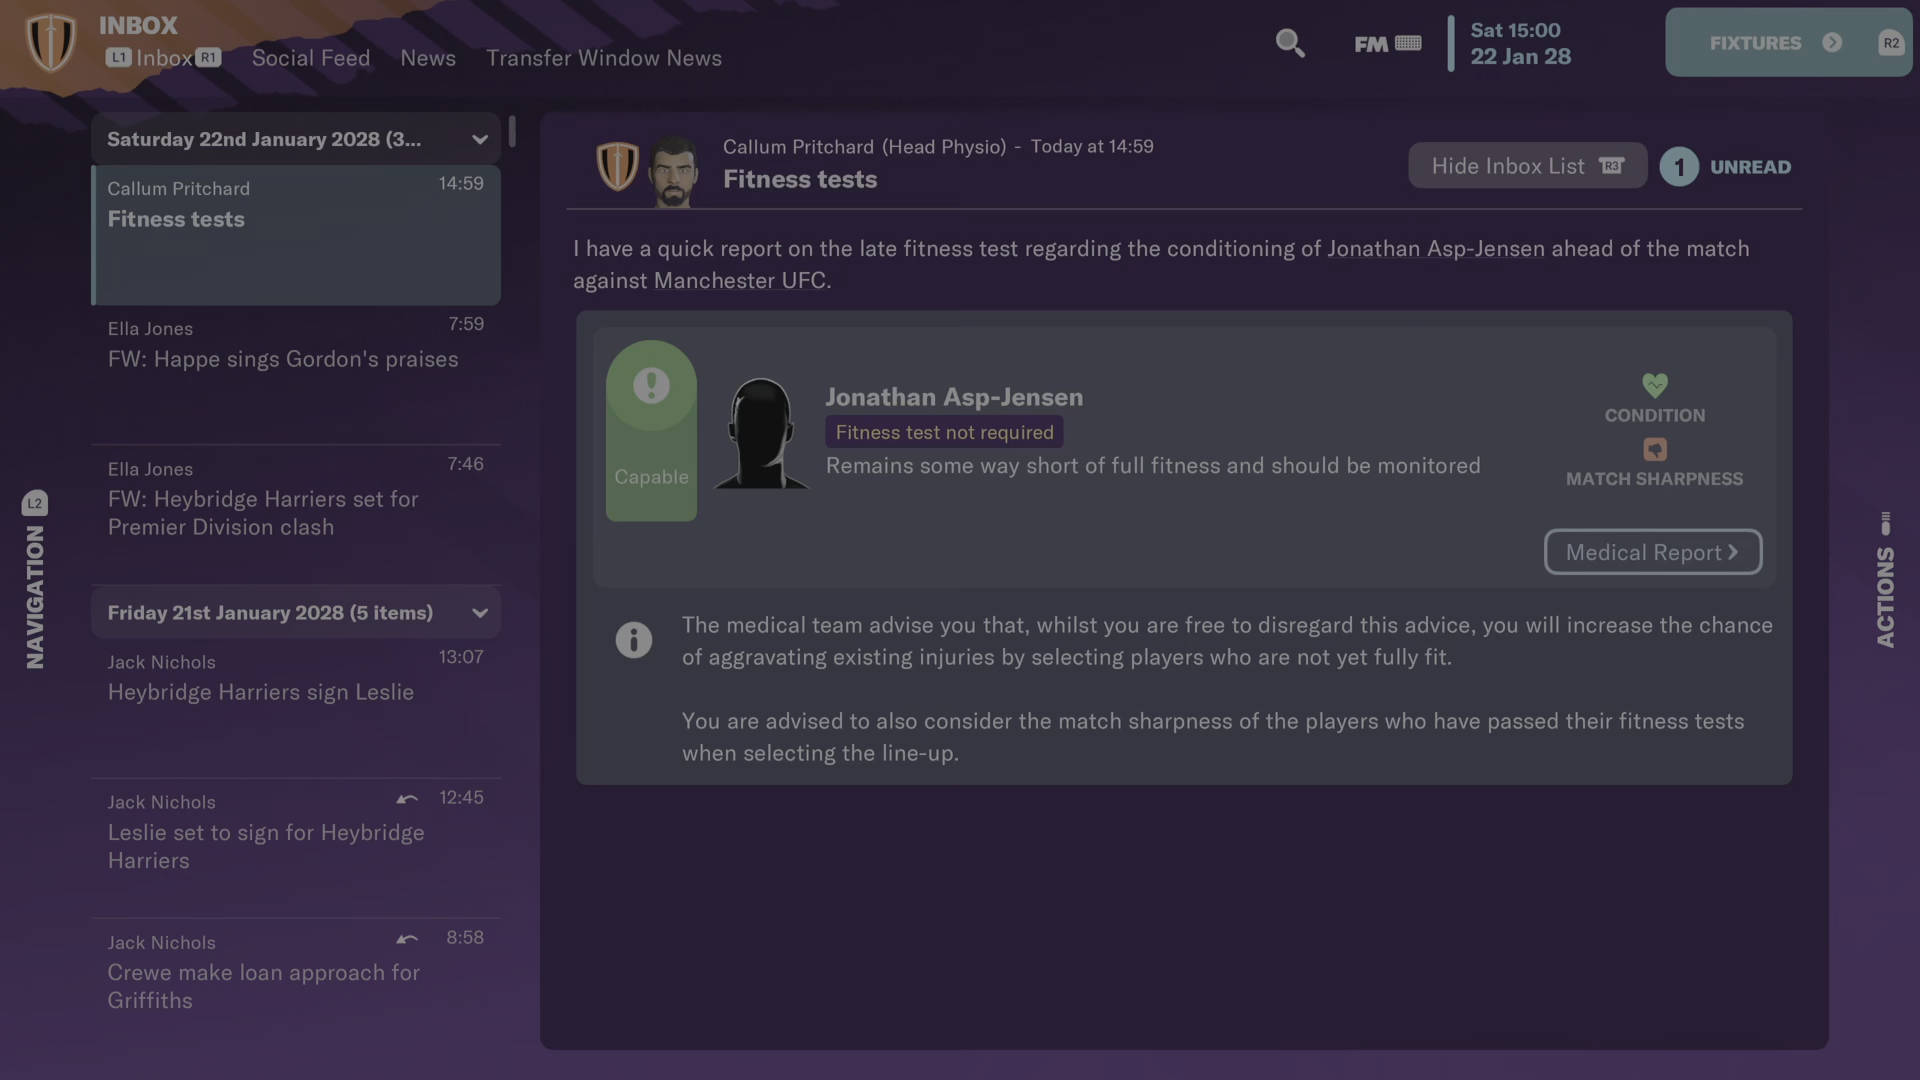 INBOX
L1 Inbox R1 Social Feed News Transfer Window News
FM
Sat 15:00
22 Jan 28
FIXTURES R2
Saturday 22nd January 2028 (3...
Callum Pritchard 14:59
Fitness tests
Ella Jones 7:59
FW: Happe sings Gordon's praises
Ella Jones 7:46
FW: Heybridge Harriers set for
Premier Division clash
Friday 21st January 2028 (5 items)
Jack Nichols 13:07
Heybridge Harriers sign Leslie
Jack Nichols 12:45
Leslie set to sign for Heybridge
Harriers
Jack Nichols 8:58
Crewe make loan approach for
Griffiths
L2
NAVIGATION
Callum Pritchard (Head Physio) - Today at 14:59
Fitness tests
Hide Inbox List R3
1 UNREAD
I have a quick report on the late fitness test regarding the conditioning of Jonathan Asp-Jensen ahead of the match
against Manchester UFC.
Capable
Jonathan Asp-Jensen
Fitness test not required
Remains some way short of full fitness and should be monitored
CONDITION
MATCH SHARPNESS
Medical Report
The medical team advise you that, whilst you are free to disregard this advice, you will increase the chance
of aggravating existing injuries by selecting players who are not yet fully fit.
You are advised to also consider the match sharpness of the players who have passed their fitness tests
when selecting the line-up.
ACTIONS